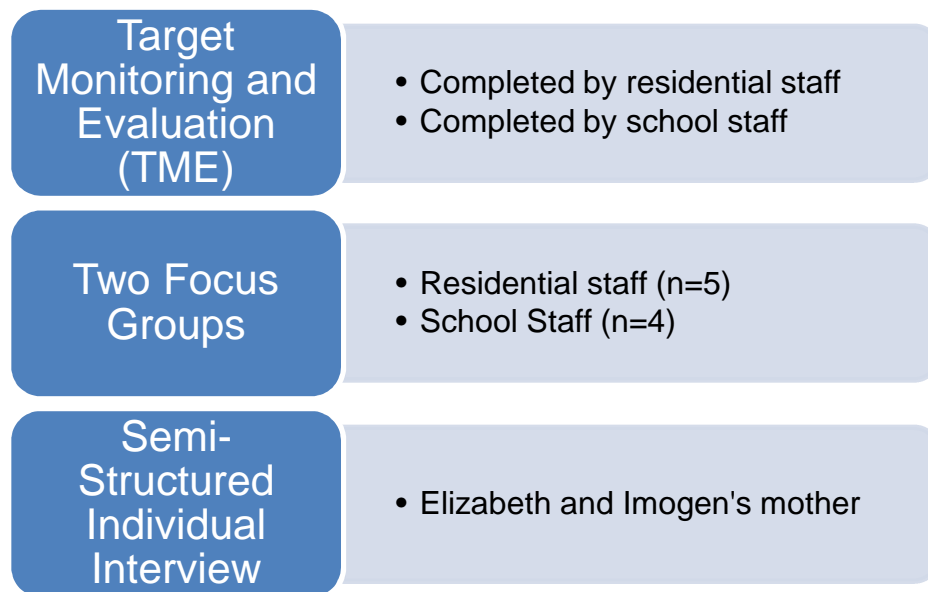 Target
Monitoring and
Evaluation
(TME)
• Completed by residential staff
• Completed by school staff
Two Focus
Groups
• Residential staff (n=5)
• School Staff (n=4)
Semi-
Structured
Individual
Interview
• Elizabeth and Imogen's mother